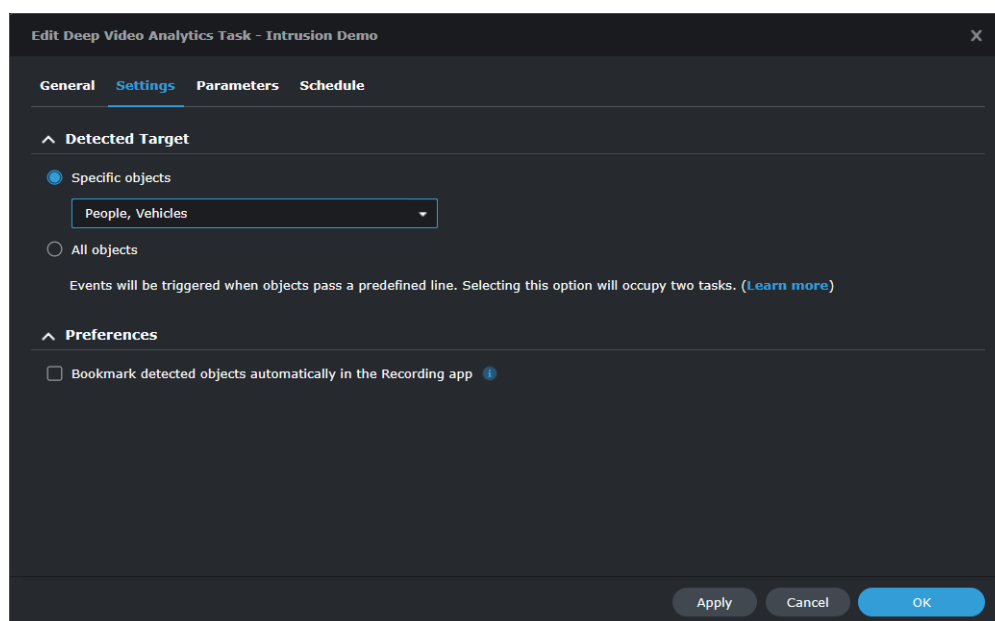 Edit Deep Video Analytics Task - Intrusion Demo X
General Settings Parameters Schedule
Detected Target
Specific objects
People, Vehicles
All objects
Events will be triggered when objects pass a predefined line. Selecting this option will occupy two tasks. (Learn more)
Preferences
Bookmark detected objects automatically in the Recording app i
Apply Cancel OK